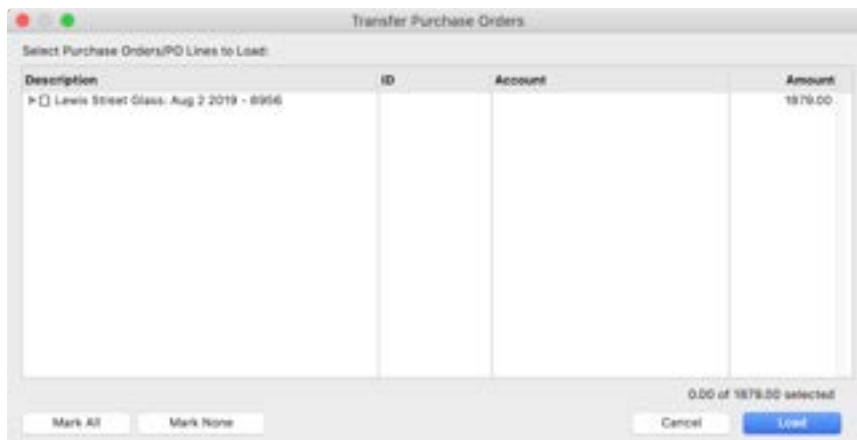 Transfer Purchase Orders
Select Purchase Orders/PO Lines to Load:
Description ID Account Amount
Lewis Street Glass: Aug 2 2019 - 8956 1879.00
0.00 of 1879.00 selected
Mark All Mark None Cancel Load